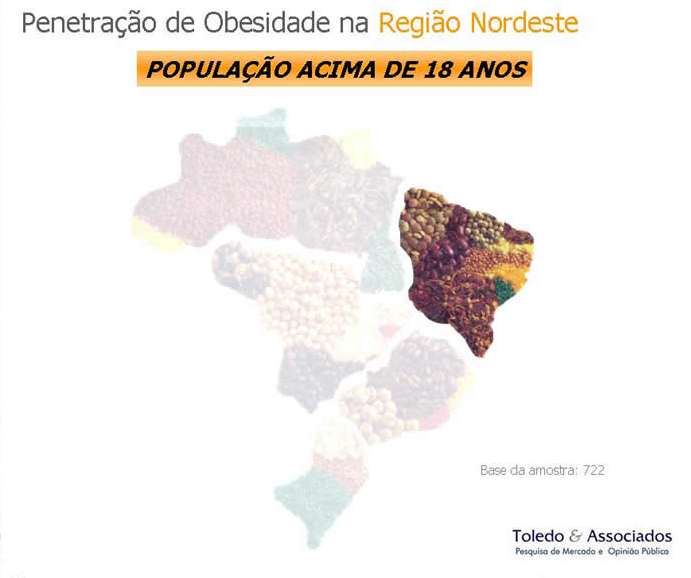 Penetração de Obesidade na Região Nordeste
POPULAÇÃO ACIMA DE 18 ANOS
Base da amostra: 722
Toledo & Associados
Pesquisa de Mercado e Opinião Pública